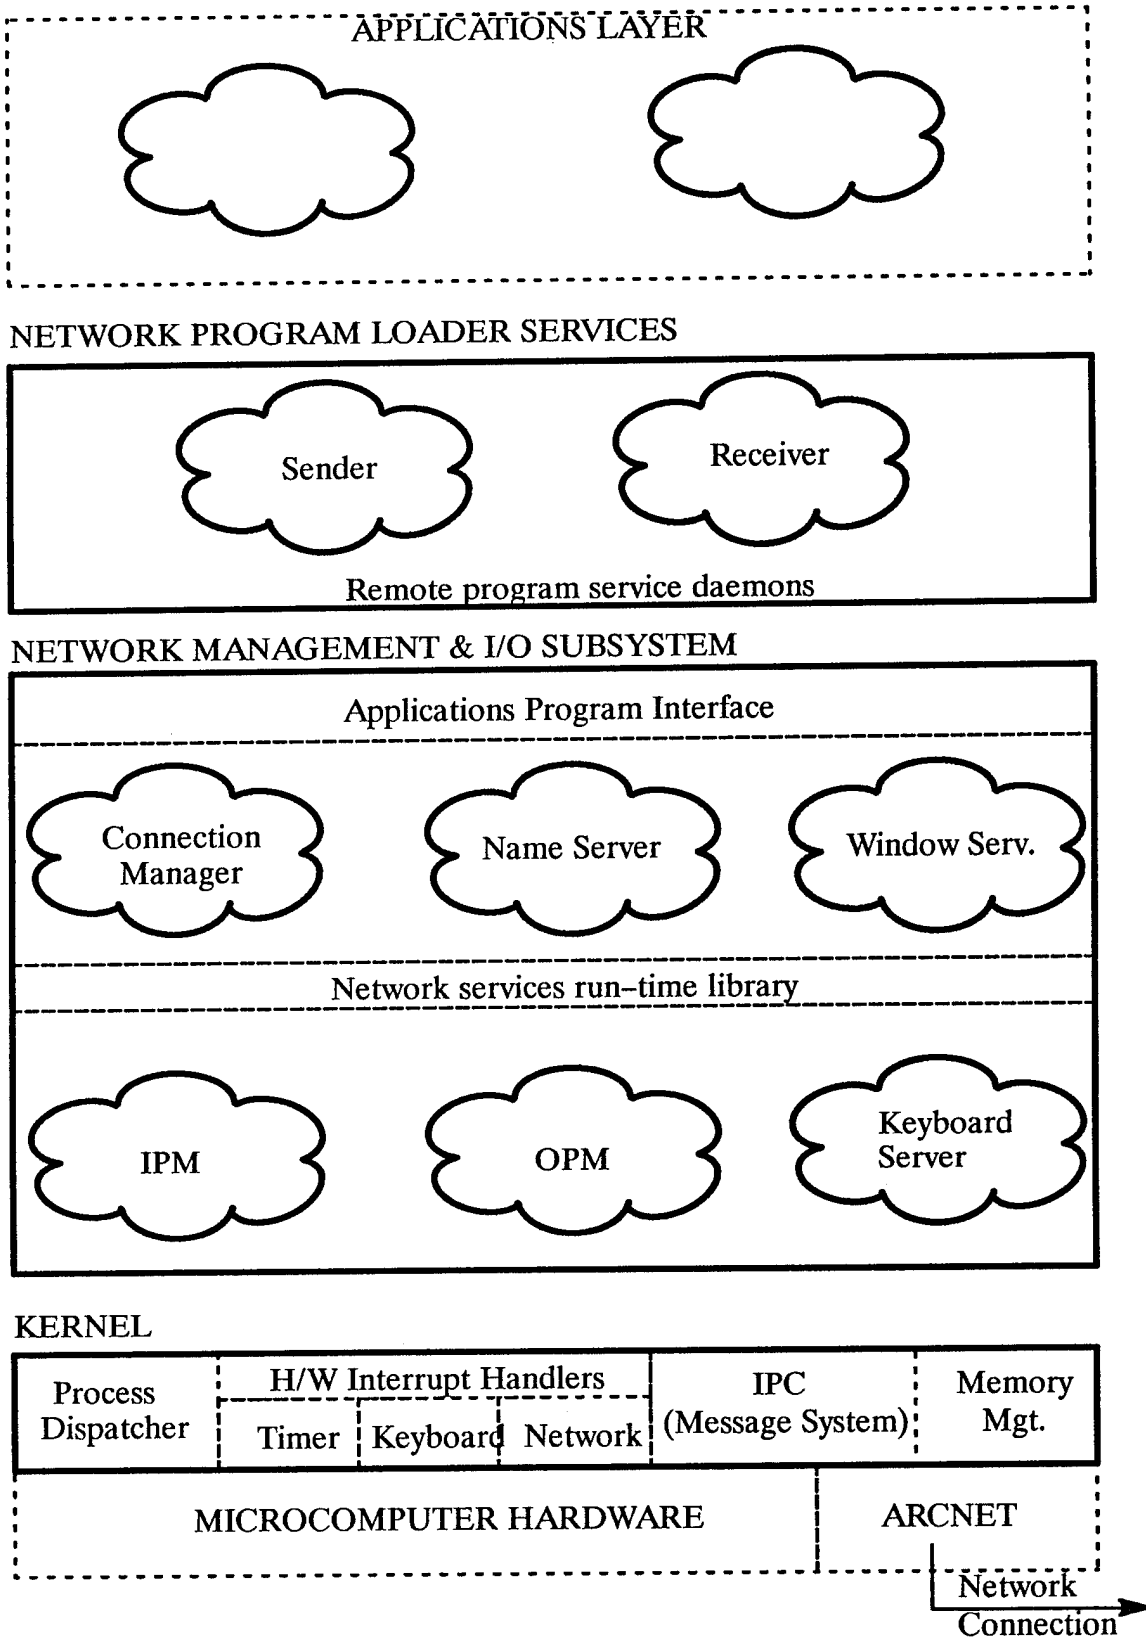 APPLICATIONS LAYER
NETWORK PROGRAM LOADER SERVICES
Sender
Receiver
Remote program service daemons
NETWORK MANAGEMENT & I/O SUBSYSTEM
Applications Program Interface
Connection
Manager
Name Server
Window Serv.
Network services run–time library
IPM
OPM
Keyboard
Server
KERNEL
Process
Dispatcher
H/W Interrupt Handlers
Timer
Keyboard
Network
IPC
(Message System)
Memory
Mgt.
MICROCOMPUTER HARDWARE
ARCNET
Network
Connection